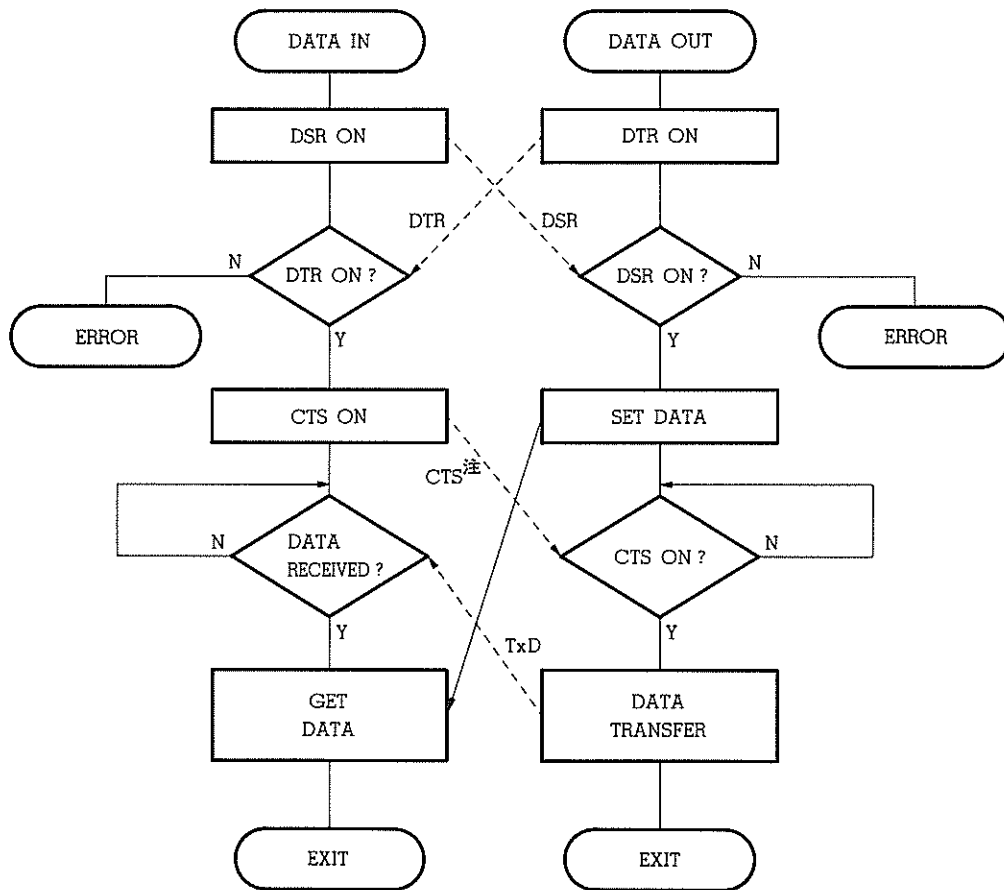 DATA IN
DATA OUT
DSR ON
DTR ON
DTR
DSR
N
DTR ON ?
DSR ON ?
N
ERROR
Y
Y
ERROR
CTS ON
SET DATA
CTS注
N
DATA
RECEIVED ?
CTS ON ?
N
Y
TxD
Y
GET
DATA
DATA
TRANSFER
EXIT
EXIT